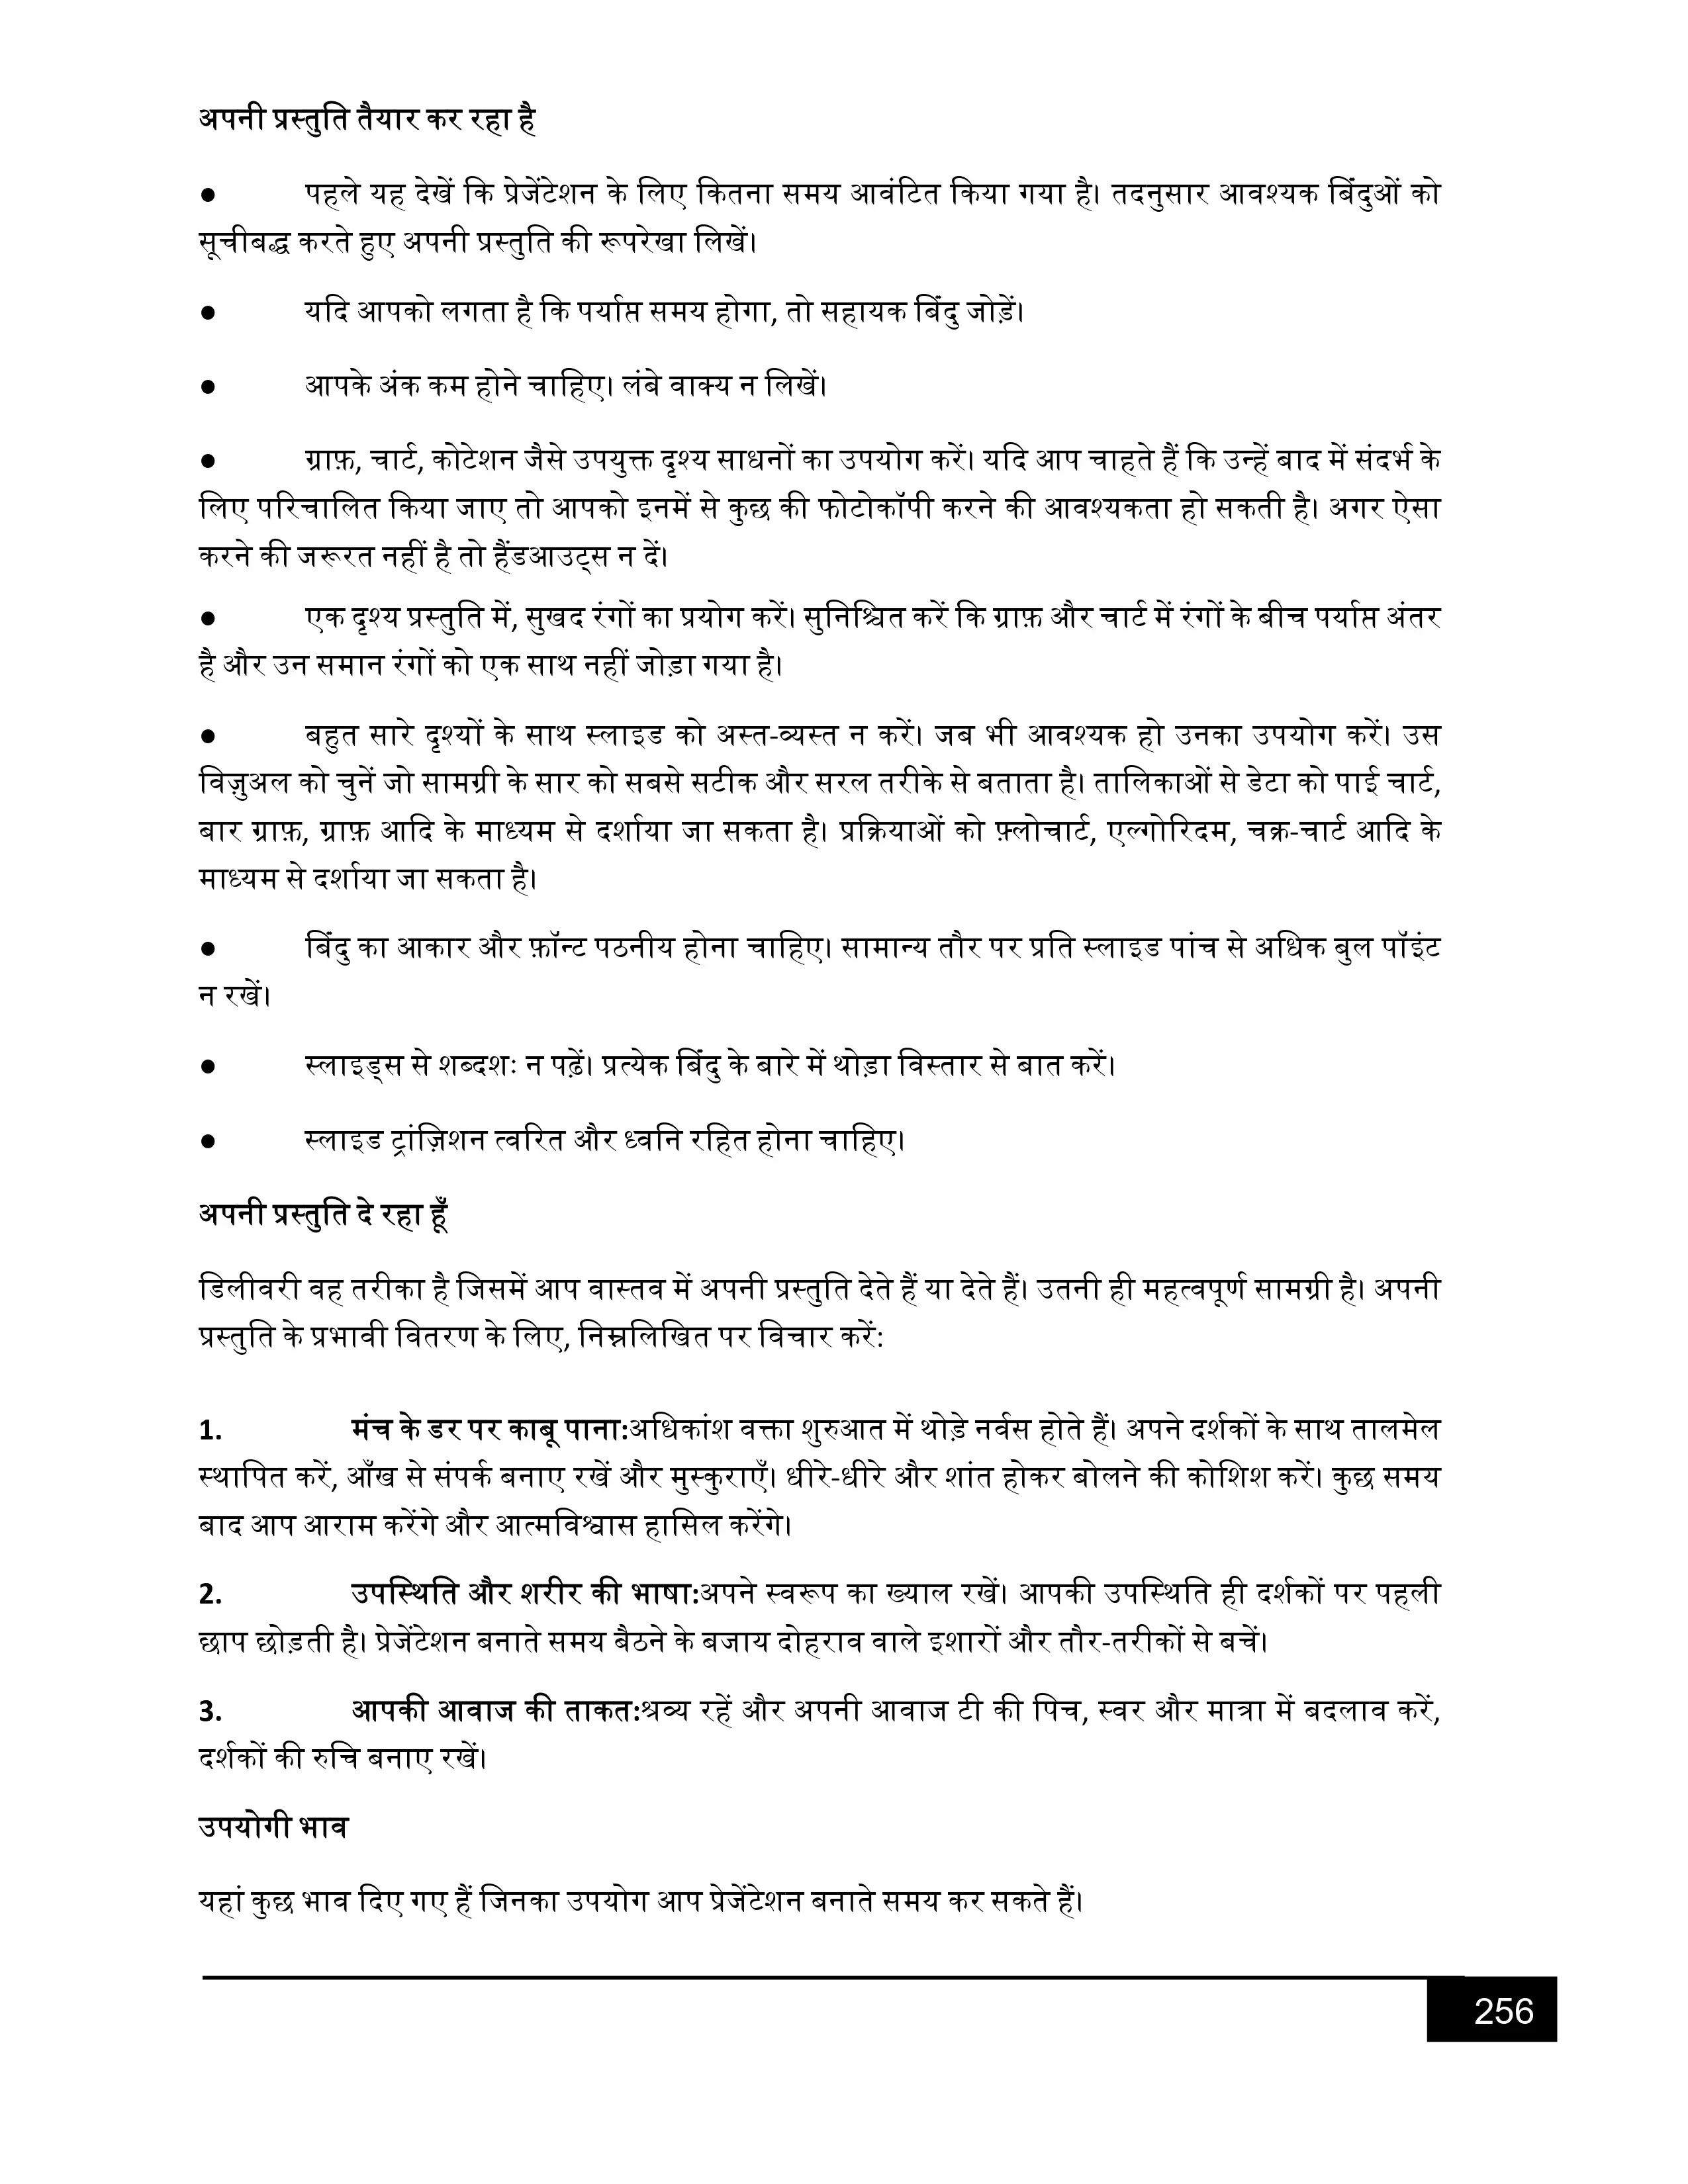 अपनी प्रस्तुति तैयार कर रहा है
● पहले यह देखें कि प्रेजेंटेशन के लिए कितना समय आवंटित किया गया है। तदनुसार आवश्यक बिंदुओं को
सूचीबद्ध करते हुए अपनी प्रस्तुति की रूपरेखा लिखें।
● यदि आपको लगता है कि पर्याप्त समय होगा, तो सहायक बिंदु जोड़ें।
● आपके अंक कम होने चाहिए। लंबे वाक्य न लिखें।
● ग्राफ़, चार्ट, कोटेशन जैसे उपयुक्त दृश्य साधनों का उपयोग करें। यदि आप चाहते हैं कि उन्हें बाद में संदर्भ के
लिए परिचालित किया जाए तो आपको इनमें से कुछ की फोटोकॉपी करने की आवश्यकता हो सकती है। अगर ऐसा
करने की जरूरत नहीं है तो हैंडआउट्स न दें।
● एक दृश्य प्रस्तुति में, सुखद रंगों का प्रयोग करें। सुनिश्चित करें कि ग्राफ़ और चार्ट में रंगों के बीच पर्याप्त अंतर
है और उन समान रंगों को एक साथ नहीं जोड़ा गया है।
● बहुत सारे दृश्यों के साथ स्लाइड को अस्त-व्यस्त न करें। जब भी आवश्यक हो उनका उपयोग करें। उस
विज़ुअल को चुनें जो सामग्री के सार को सबसे सटीक और सरल तरीके से बताता है। तालिकाओं से डेटा को पाई चार्ट,
बार ग्राफ़, ग्राफ़ आदि के माध्यम से दर्शाया जा सकता है। प्रक्रियाओं को फ़्लोचार्ट, एल्गोरिदम, चक्र-चार्ट आदि के
माध्यम से दर्शाया जा सकता है।
● बिंदु का आकार और फ़ॉन्ट पठनीय होना चाहिए। सामान्य तौर पर प्रति स्लाइड पांच से अधिक बुल पॉइंट
न रखें।
● स्लाइड्स से शब्दशः न पढ़ें। प्रत्येक बिंदु के बारे में थोड़ा विस्तार से बात करें।
● स्लाइड ट्रांज़िशन त्वरित और ध्वनि रहित होना चाहिए।
अपनी प्रस्तुति दे रहा हूँ
डिलीवरी वह तरीका है जिसमें आप वास्तव में अपनी प्रस्तुति देते हैं या देते हैं। उतनी ही महत्वपूर्ण सामग्री है। अपनी
प्रस्तुति के प्रभावी वितरण के लिए, निम्नलिखित पर विचार करें:
1. मंच के डर पर काबू पाना:अधिकांश वक्ता शुरुआत में थोड़े नर्वस होते हैं। अपने दर्शकों के साथ तालमेल
स्थापित करें, आँख से संपर्क बनाए रखें और मुस्कुराएँ। धीरे-धीरे और शांत होकर बोलने की कोशिश करें। कुछ समय
बाद आप आराम करेंगे और आत्मविश्वास हासिल करेंगे।
2. उपस्थिति और शरीर की भाषा:अपने स्वरूप का ख्याल रखें। आपकी उपस्थिति ही दर्शकों पर पहली
छाप छोड़ती है। प्रेजेंटेशन बनाते समय बैठने के बजाय दोहराव वाले इशारों और तौर-तरीकों से बचें।
3. आपकी आवाज की ताकत:श्रव्य रहें और अपनी आवाज टी की पिच, स्वर और मात्रा में बदलाव करें,
दर्शकों की रुचि बनाए रखें।
उपयोगी भाव
यहां कुछ भाव दिए गए हैं जिनका उपयोग आप प्रेजेंटेशन बनाते समय कर सकते हैं।
256